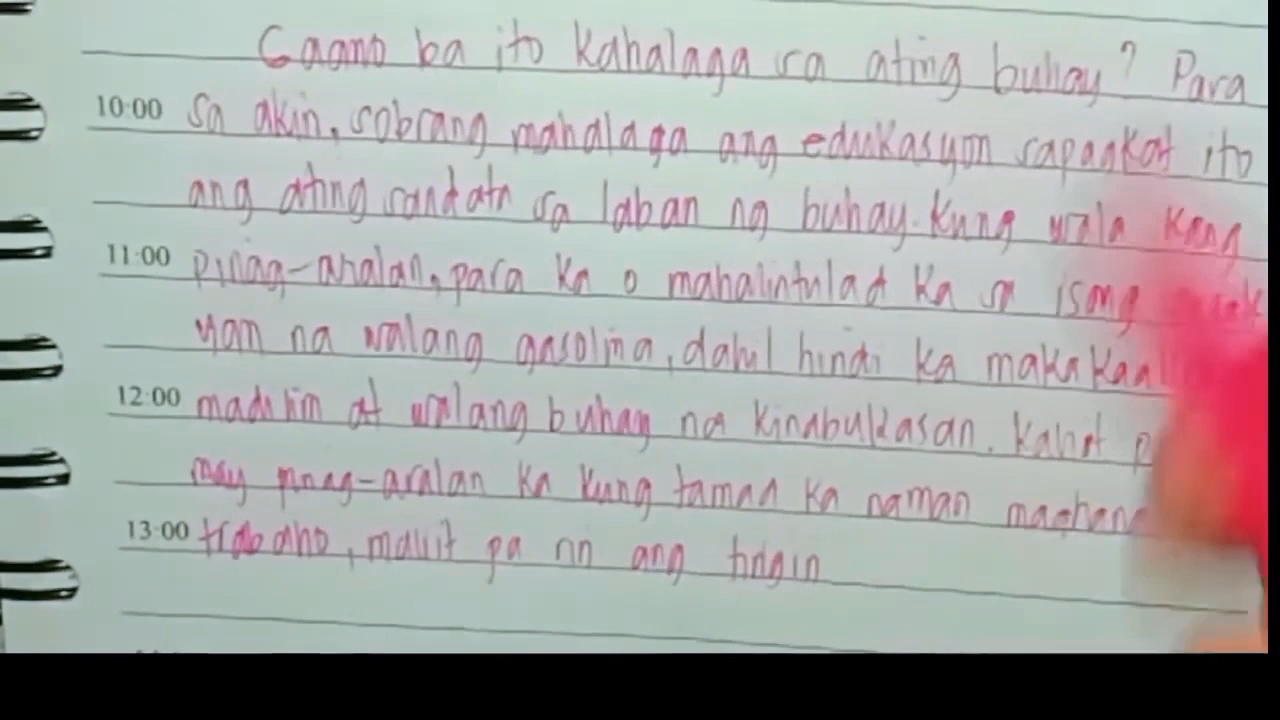 Gaano ba ito kahalaga sa ating buhay? Para
10:00 sa akin, sobrang mahalaga ang edukasyon sapagkat ito
ang ating sandata sa laban ng buhay. Kung wala kang
11:00 pinag-aralan, para ka o mahalintulad ka sa isang
yan na walang gasolina, dahil hindi ka
12:00 madilim at walang buhay na kinabukasan. Kahit
may pinag-aralan ka kung tamad ka naman
13:00 trabaho, maliit pa rin ang tingin